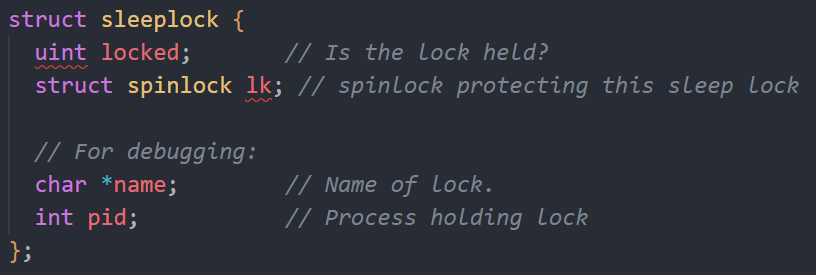 struct sleeplock {
  uint locked;       // Is the lock held?
  struct spinlock lk; // spinlock protecting this sleep lock

  // For debugging:
  char *name;        // Name of lock.
  int pid;           // Process holding lock
};